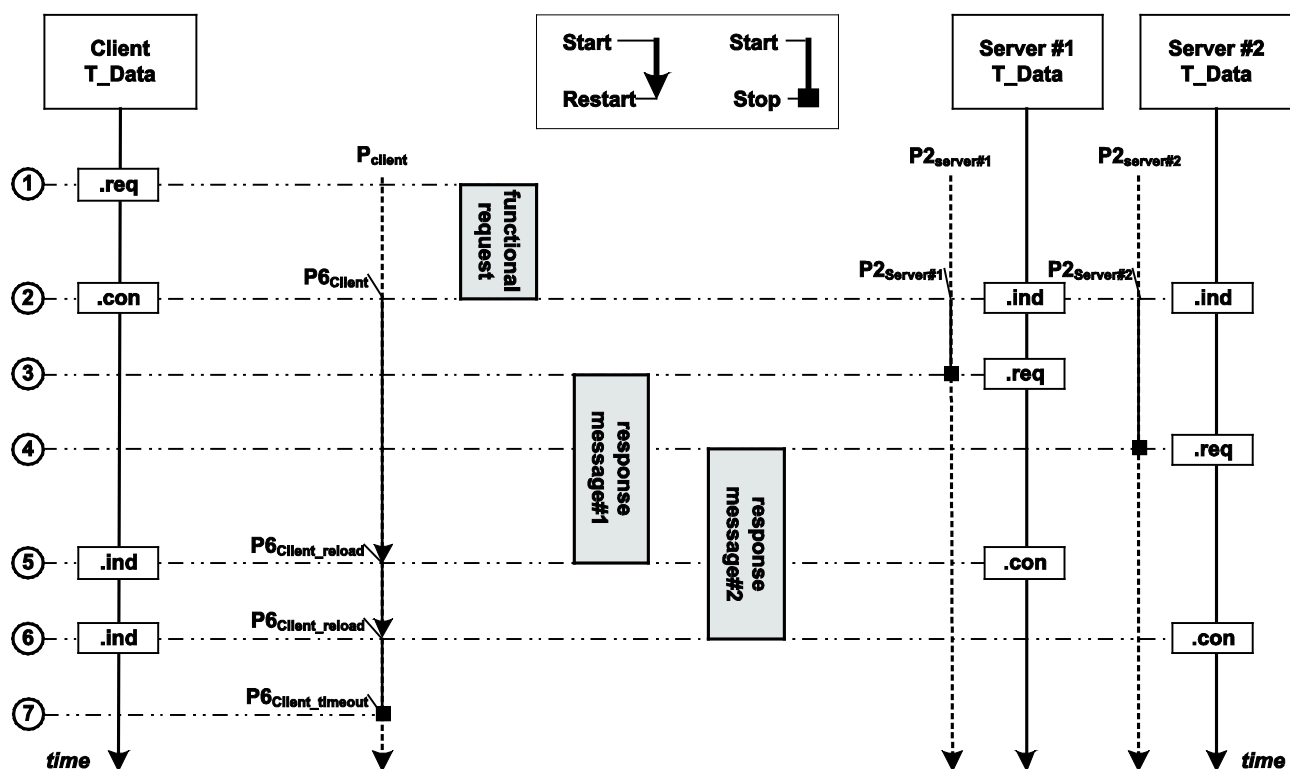 Client
T_Data
Start
Restart
Start
Stop
Server #1
T_Data
Server #2
T_Data
Pclient
P2server#1
P2server#2
1
.req
functional
request
P6Client
P2Server#1
P2Server#2
2
.con
.ind
.ind
3
.req
response
message#1
4
.req
response
message#2
P6Client_reload
5
.ind
.con
P6Client_reload
6
.ind
.con
P6Client_timeout
7
time
time